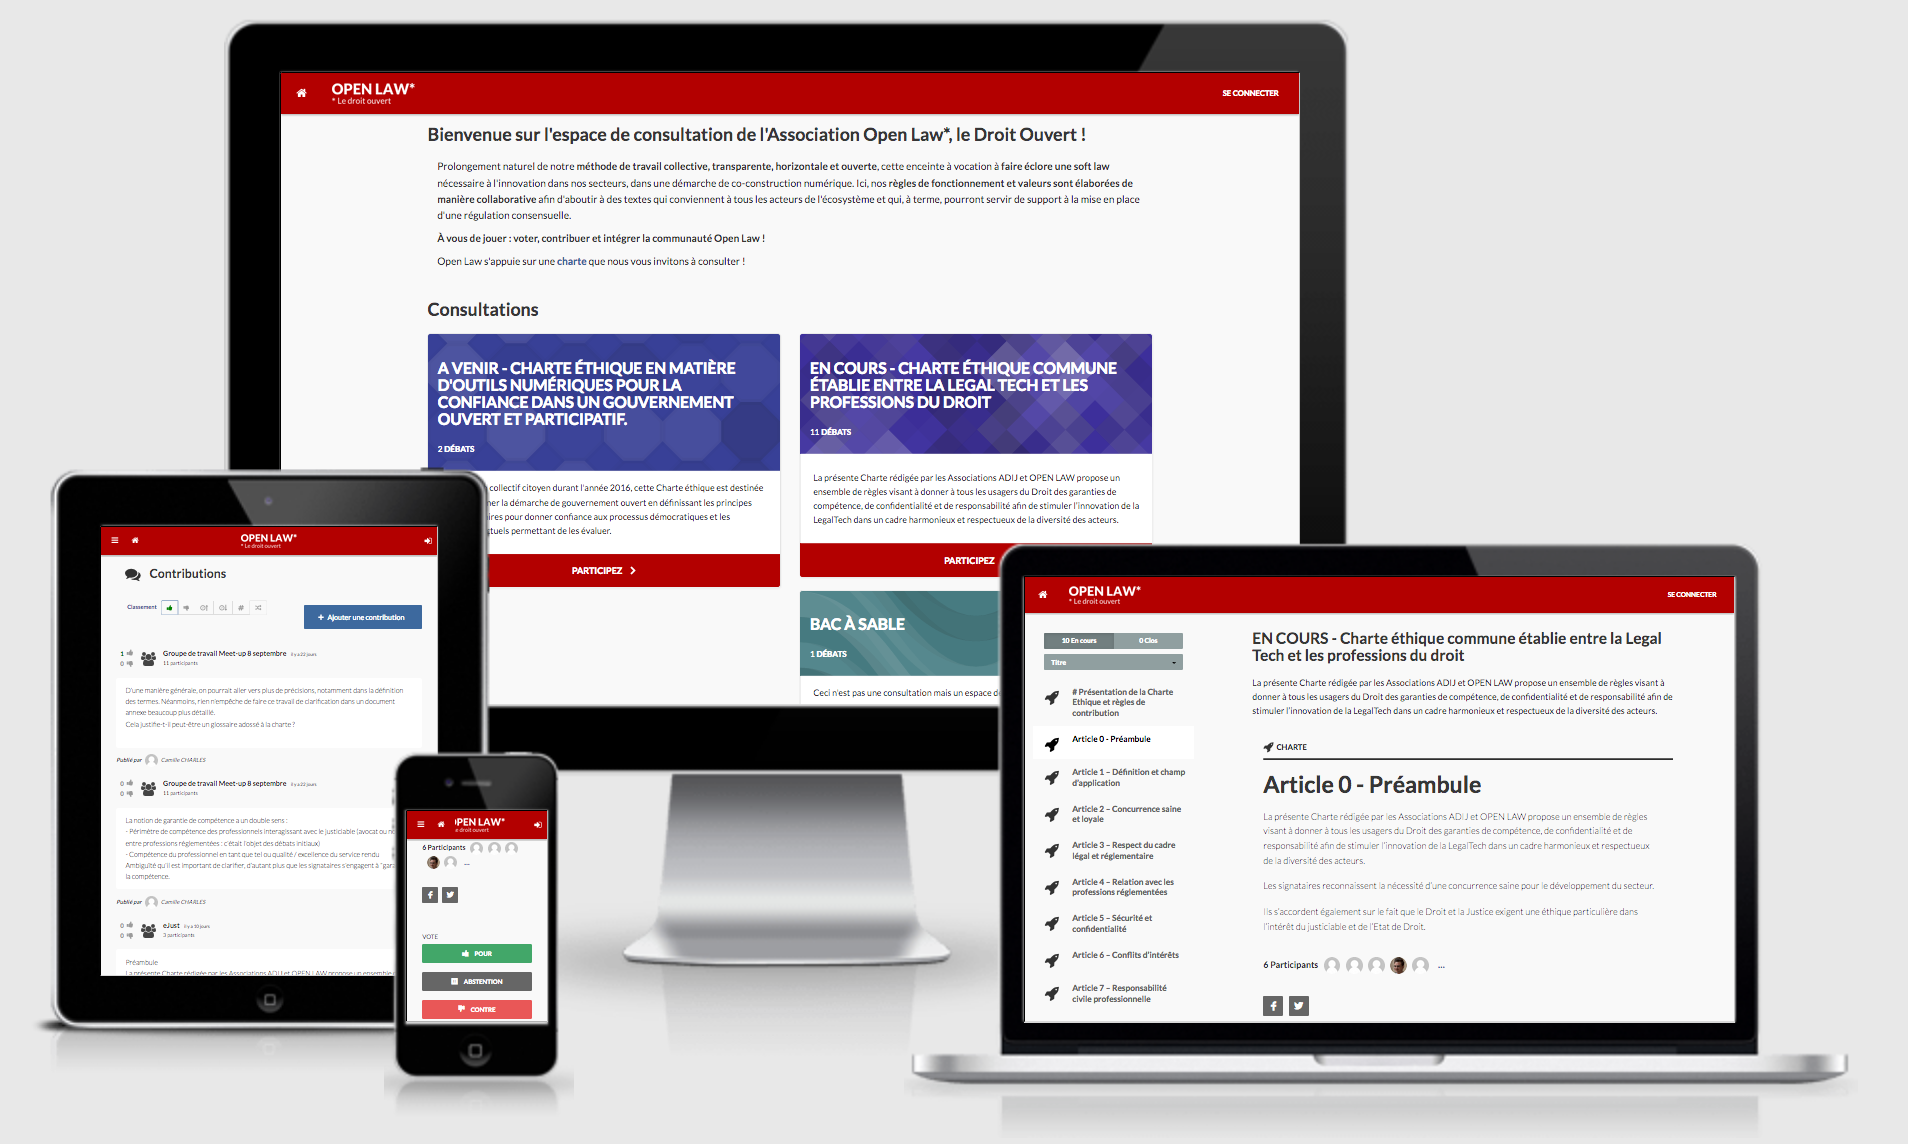 OPEN LAW*
* Le droit ouvert
SE CONNECTER
Bienvenue sur l'espace de consultation de l'Association Open Law*, le Droit Ouvert !
Prolongement naturel de notre méthode de travail collective, transparente, horizontale et ouverte, cette enceinte à vocation à faire éclore une soft law
nécessaire à l'innovation dans nos secteurs, dans une démarche de co-construction numérique. Ici, nos règles de fonctionnement et valeurs sont élaborées de
manière collaborative afin d'aboutir à des textes qui conviennent à tous les acteurs de l'écosystème et qui, à terme, pourront servir de support à la mise en place
d'une régulation consensuelle.
À vous de jouer : voter, contribuer et intégrer la communauté Open Law !
Open Law s'appuie sur une charte que nous vous invitons à consulter !
Consultations
A VENIR - CHARTE ÉTHIQUE EN MATIÈRE
D'OUTILS NUMÉRIQUES POUR LA
CONFIANCE DANS UN GOUVERNEMENT
OUVERT ET PARTICIPATIF.
2 DÉBATS
collectif citoyen durant l'année 2016, cette Charte éthique est destinée
ner la démarche de gouvernement ouvert en définissant les principes
ires pour donner confiance aux processus démocratiques et les
tuels permettant de les évaluer.
PARTICIPEZ
EN COURS - CHARTE ÉTHIQUE COMMUNE
ÉTABLIE ENTRE LA LEGAL TECH ET LES
PROFESSIONS DU DROIT
11 DÉBATS
La présente Charte rédigée par les Associations ADIJ et OPEN LAW propose un
ensemble de règles visant à donner à tous les usagers du Droit des garanties de
compétence, de confidentialité et de responsabilité afin de stimuler l'innovation de la
LegalTech dans un cadre harmonieux et respectueux de la diversité des acteurs.
PARTICIPEZ
BAC À SABLE
1 DÉBATS
Ceci n'est pas une consultation mais un espace d
OPEN LAW*
* Le droit ouvert
Contributions
Classement
#
+ Ajouter une contribution
1
0
Groupe de travail Meet-up 8 septembre il y a 22 jours
11 participants
D'une manière générale, on pourrait aller vers plus de précisions, notamment dans la définition
des termes. Néanmoins, rien n'empêche de faire ce travail de clarification dans un document
annexe beaucoup plus détaillé.
Cela justifie-t-il peut-être un glossaire adossé à la charte ?
Publié par Camille CHARLES
0
0
Groupe de travail Meet-up 8 septembre il y a 22 jours
11 participants
La notion de garantie de compétence a un double sens :
- Périmètre de compétence des professionnels interagissant avec le justiciable (avocat ou n
entre professions réglementées : c'était l'objet des débats initiaux)
- Compétence du professionnel en tant que tel ou qualité / excellence du service rendu
Ambiguïté qu'il est important de clarifier, d'autant plus que les signataires s'engagent à "gara
la compétence.
Publié par Camille CHARLES
0
0
eJust il y a 10 jours
3 participants
Préambule
La présente Charte rédigée par les Associations ADIJ et OPEN LAW propose un ensemble
PEN LAW*
Le droit ouvert
6 Participants
...
VOTE
POUR
ABSTENTION
CONTRE
OPEN LAW*
* Le droit ouvert
SE CONNECTER
10 En cours
0 Clos
Titre
# Présentation de la Charte
Ethique et règles de
contribution
Article 0 - Préambule
Article 1 – Définition et champ
d'application
Article 2 – Concurrence saine
et loyale
Article 3 – Respect du cadre
légal et réglementaire
Article 4 – Relation avec les
professions réglementées
Article 5 – Sécurité et
confidentialité
Article 6 – Conflits d'intérêts
Article 7 – Responsabilité
civile professionnelle
EN COURS - Charte éthique commune établie entre la Legal
Tech et les professions du droit
La présente Charte rédigée par les Associations ADIJ et OPEN LAW propose un ensemble de règles visant à
donner à tous les usagers du Droit des garanties de compétence, de confidentialité et de responsabilité afin de
stimuler l'innovation de la LegalTech dans un cadre harmonieux et respectueux de la diversité des acteurs.
CHARTE
Article 0 - Préambule
La présente Charte rédigée par les Associations ADIJ et OPEN LAW propose un ensemble de règles
visant à donner à tous les usagers du Droit des garanties de compétence, de confidentialité et de
responsabilité afin de stimuler l'innovation de la LegalTech dans un cadre harmonieux et respectueux
de la diversité des acteurs.
Les signataires reconnaissent la nécessité d'une concurrence saine pour le développement du secteur.
Ils s'accordent également sur le fait que le Droit et la Justice exigent une éthique particulière dans
l'intérêt du justiciable et de l'Etat de Droit.
6 Participants
...